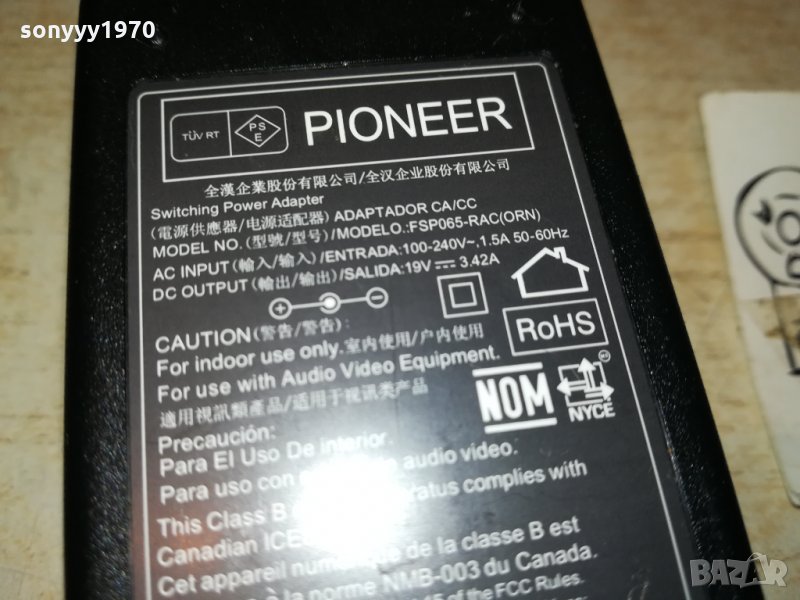 sonyyy1970
TÜV RT
PS
E
PIONEER
全漢企業股份有限公司/全汉企业股份有限公司
Switching Power Adapter
(電源供應器/电源适配器) ADAPTADOR CA/CC
MODEL NO. (型號/型号)/MODELO.:FSP065-RAC(ORN)
AC INPUT (輸入/输入) /ENTRADA:100-240V~,1.5A 50-60Hz
DC OUTPUT (輸出/输出)/SALIDA:19V 3.42A
RoHS
CAUTION(警告/警告):
For indoor use only.室內使用/户内使用
For use with Audio Video Equipment.
適用視訊類產品/适用于视讯类产品
NOM
NYCE
Precaución:
Para El Uso De interior.
Para uso con audio video.
This Class B complies with
Canadian ICE
Cet appareil de la classe B est
à la norme NMB-003 du Canada.
15 of the FCC Rules.
BAZAR
bg